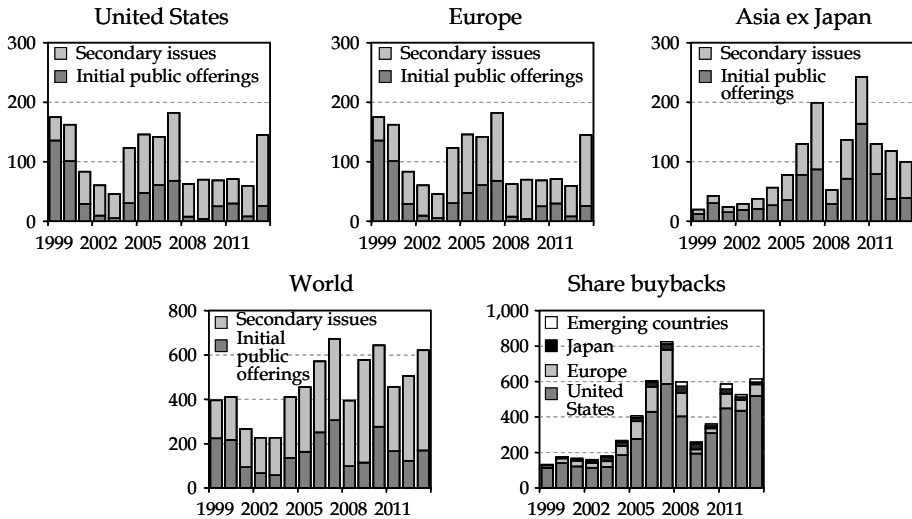 United States
300
200
100
0
Secondary issues
Initial public offerings
1999 2002 2005 2008 2011
Europe
300
200
100
0
Secondary issues
Initial public offerings
1999 2002 2005 2008 2011
Asia ex Japan
300
200
100
0
Secondary issues
Initial public
offerings
1999 2002 2005 2008 2011
World
800
600
400
200
0
Secondary issues
Initial
public
offerings
1999 2002 2005 2008 2011
Share buybacks
1,000
800
600
400
200
0
Emerging countries
Japan
Europe
United
States
1999 2002 2005 2008 2011